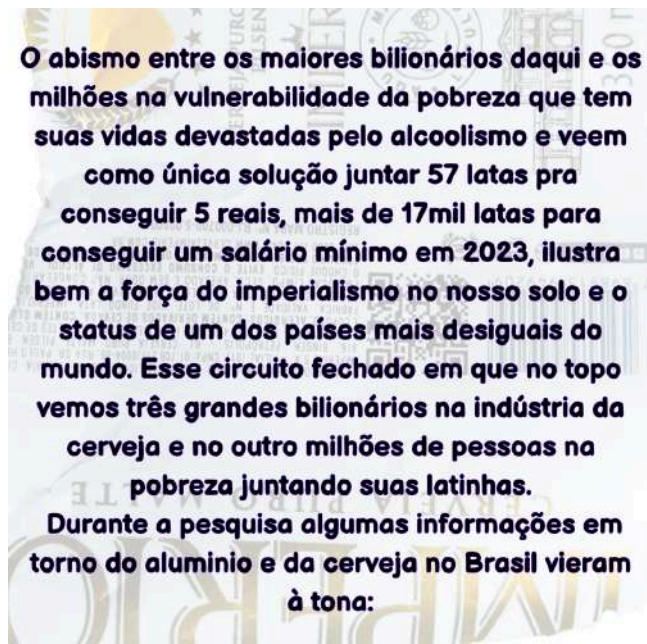 O abismo entre os maiores bilionários daqui e os
milhões na vulnerabilidade da pobreza que tem
suas vidas devastadas pelo alcoolismo e veem
como única solução juntar 57 latas pra
conseguir 5 reais, mais de 17mil latas para
conseguir um salário mínimo em 2023, ilustra
bem a força do imperialismo no nosso solo e o
status de um dos países mais desiguais do
mundo. Esse circuito fechado em que no topo
vemos três grandes bilionários na indústria da
cerveja e no outro milhões de pessoas na
pobreza juntando suas latinhas.
CERVEJA PURO MALTE
Durante a pesquisa algumas informações em
torno do aluminio e da cerveja no Brasil vieram
à tona:
IMPÉRIO